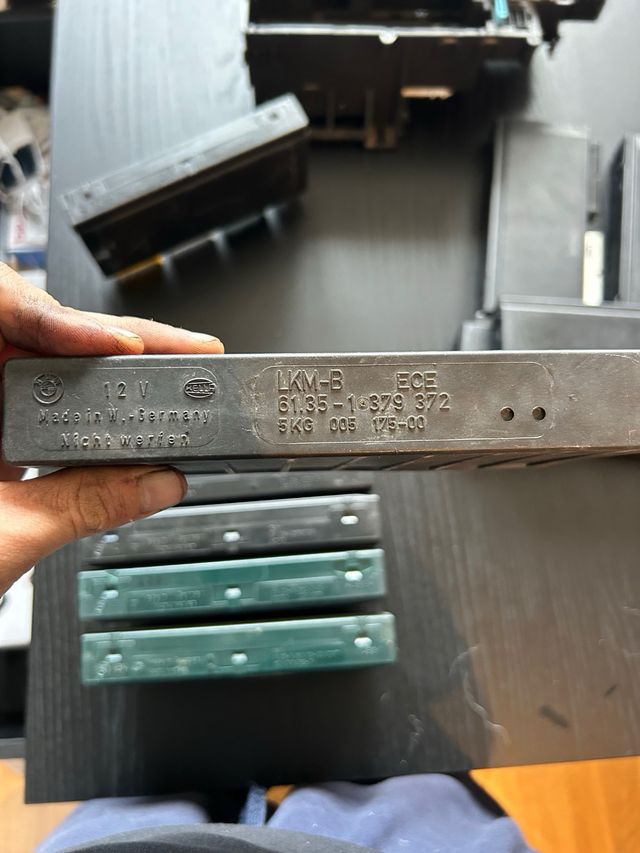 12 V
HELLA
Made in W.-Germany
Nicht werfen
LKM-B ECE
61.35-1 379 372
5KG 005 175-00